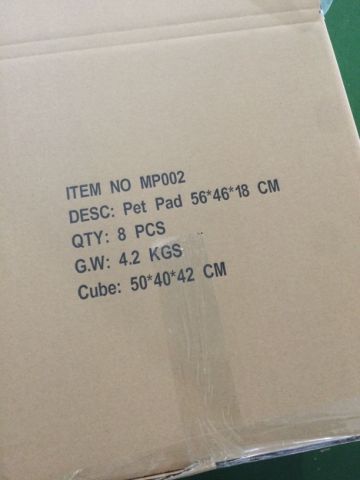 ITEM NO MP002
DESC: Pet Pad 56*46*18 CM
QTY: 8 PCS
G.W: 4.2 KGS
Cube: 50*40*42 CM